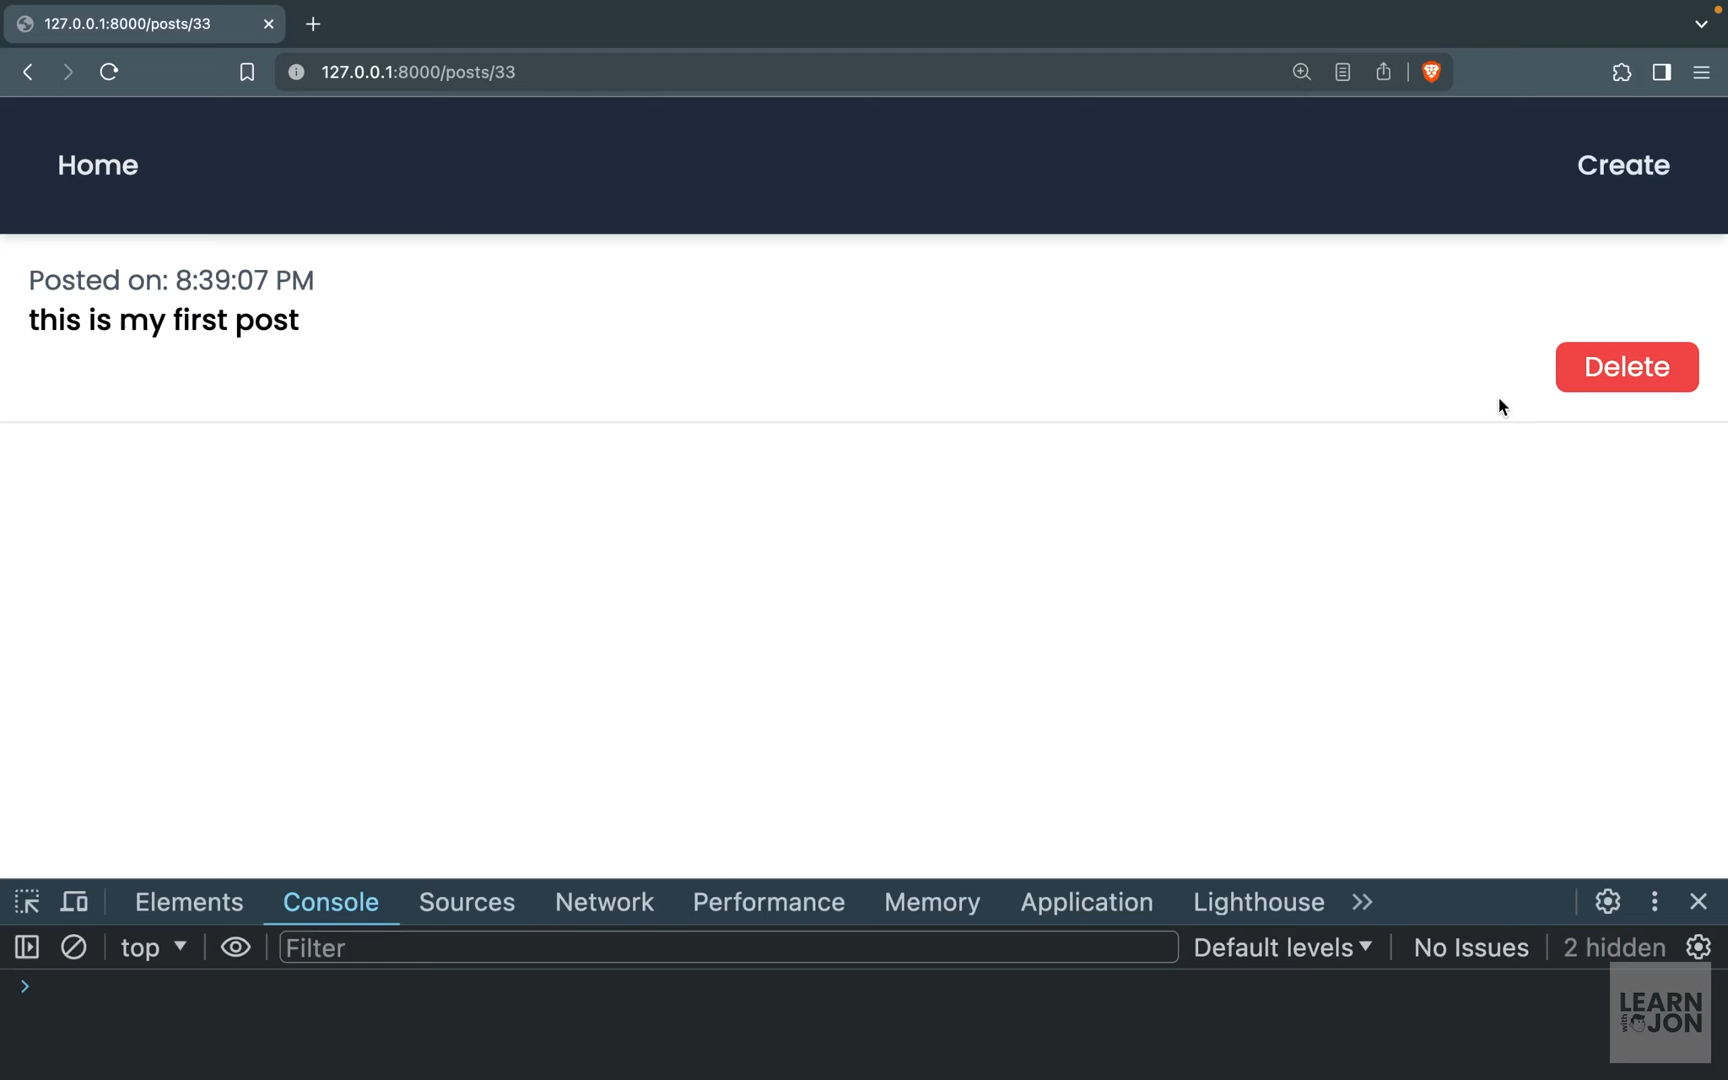 127.0.0.1:8000/posts/33
127.0.0.1:8000/posts/33
Home
Create
Posted on: 8:39:07 PM
this is my first post
Delete
Elements Console Sources Network Performance Memory Application Lighthouse
top Filter Default levels No Issues 2 hidden
LEARN
with JON